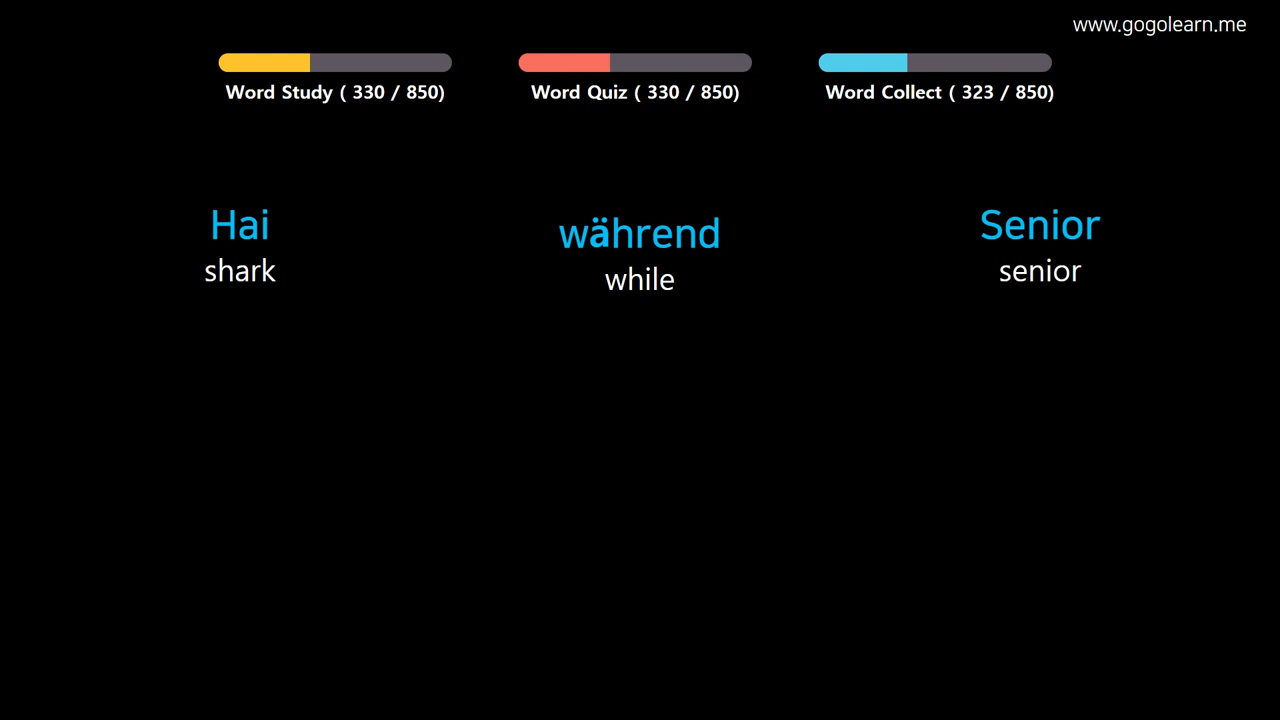 www.gogolearn.me
Word Study ( 330 / 850)
Word Quiz ( 330 / 850)
Word Collect ( 323 / 850)
Hai
shark
während
while
Senior
senior